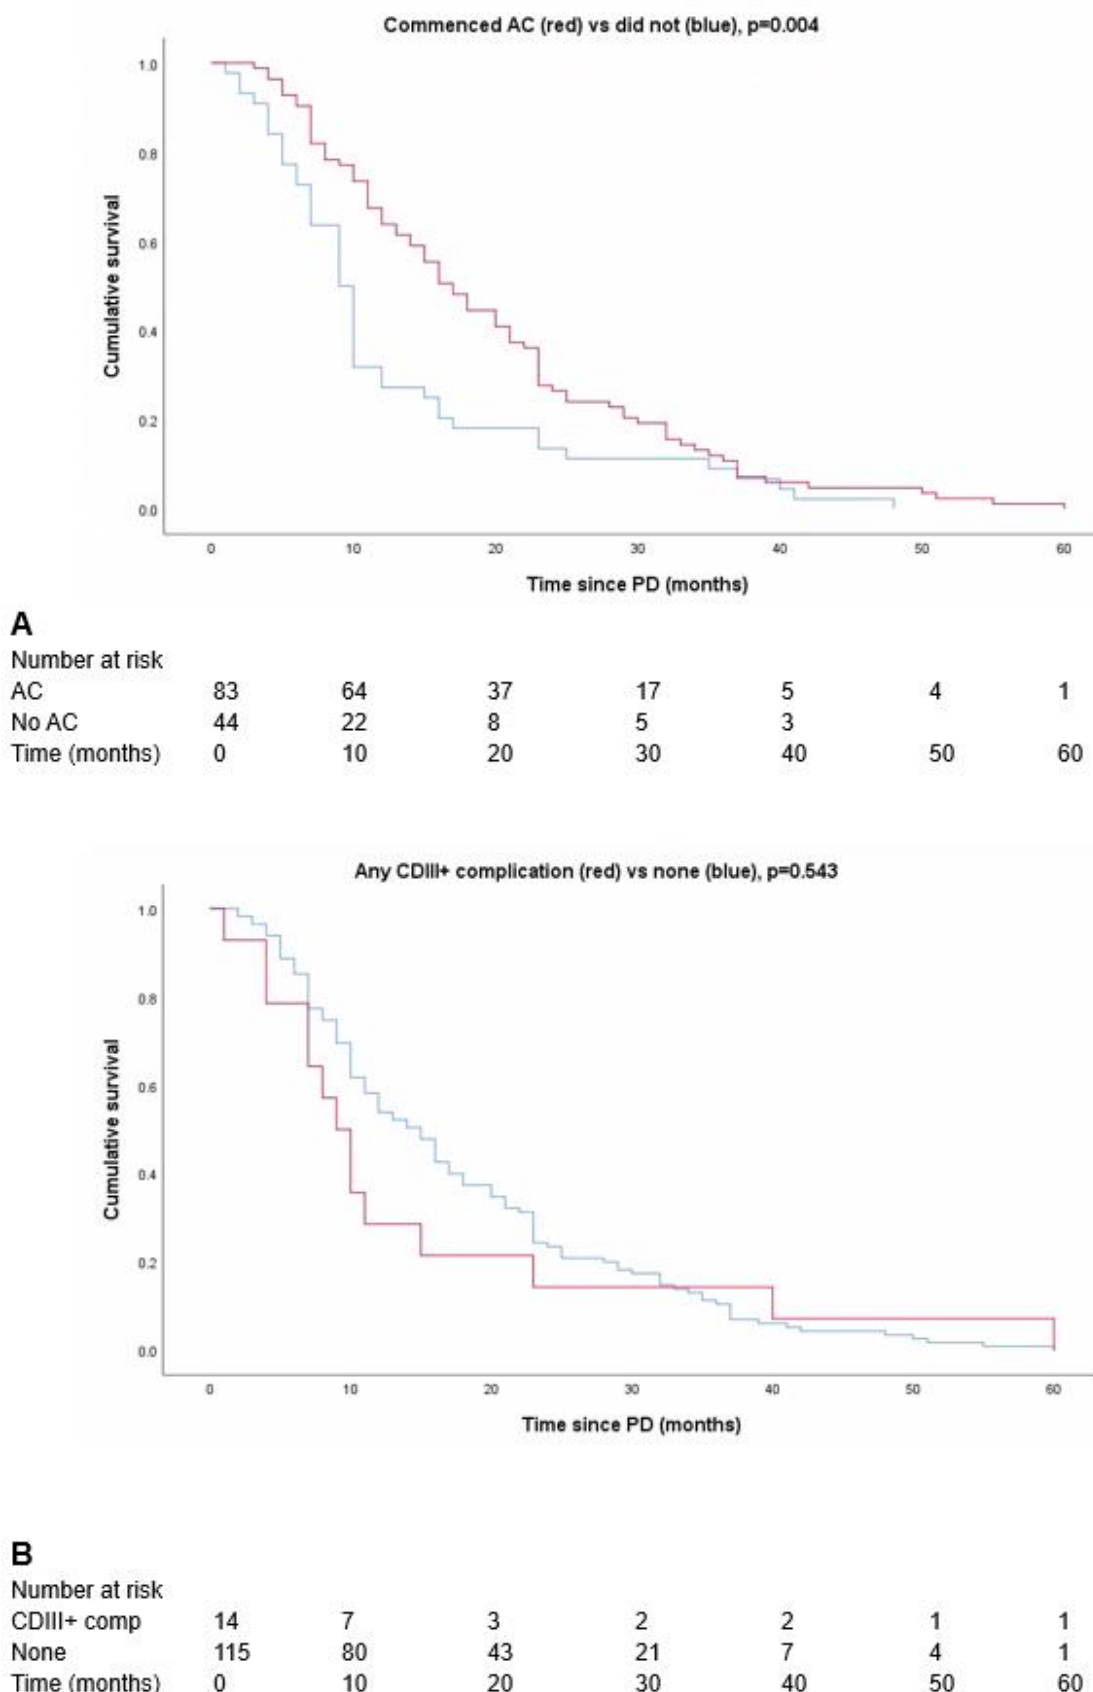 Commenced AC (red) vs did not (blue), p=0.004
1.0
0.8
0.6
0.4
0.2
0.0
Cumulative survival
0 10 20 30 40 50 60
Time since PD (months)
A
Number at risk
AC 83 64 37 17 5 4 1
No AC 44 22 8 5 3
Time (months) 0 10 20 30 40 50 60
Any CDIII+ complication (red) vs none (blue), p=0.543
1.0
0.8
0.6
0.4
0.2
0.0
Cumulative survival
0 10 20 30 40 50 60
Time since PD (months)
B
Number at risk
CDIII+ comp 14 7 3 2 2 1 1
None 115 80 43 21 7 4 1
Time (months) 0 10 20 30 40 50 60